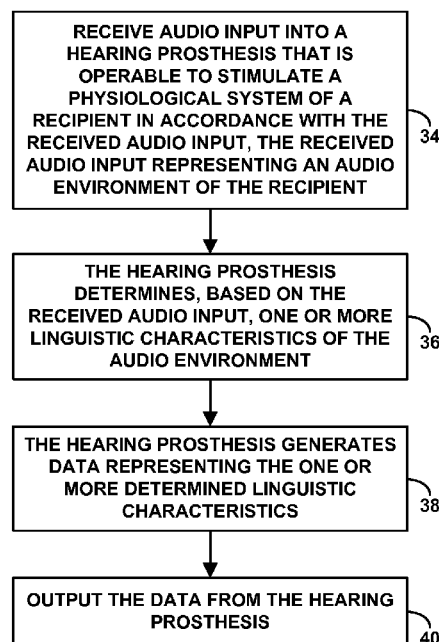 RECEIVE AUDIO INPUT INTO A
HEARING PROSTHESIS THAT IS
OPERABLE TO STIMULATE A
PHYSIOLOGICAL SYSTEM OF A
RECIPIENT IN ACCORDANCE WITH THE
RECEIVED AUDIO INPUT, THE RECEIVED
AUDIO INPUT REPRESENTING AN AUDIO
ENVIRONMENT OF THE RECIPIENT
34
THE HEARING PROSTHESIS
DETERMINES, BASED ON THE
RECEIVED AUDIO INPUT, ONE OR MORE
LINGUISTIC CHARACTERISTICS OF THE
AUDIO ENVIRONMENT
36
THE HEARING PROSTHESIS GENERATES
DATA REPRESENTING THE ONE OR
MORE DETERMINED LINGUISTIC
CHARACTERISTICS
38
OUTPUT THE DATA FROM THE HEARING
PROSTHESIS
40